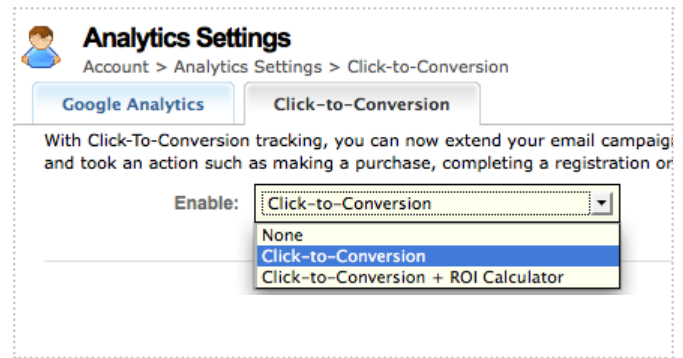 Analytics Settings
Account > Analytics Settings > Click-to-Conversion
Google Analytics
Click-to-Conversion
With Click-To-Conversion tracking, you can now extend your email
and took an action such as making a purchase, completing a registration or
Enable:
Click-to-Conversion
None
Click-to-Conversion
Click-to-Conversion + ROI Calculator